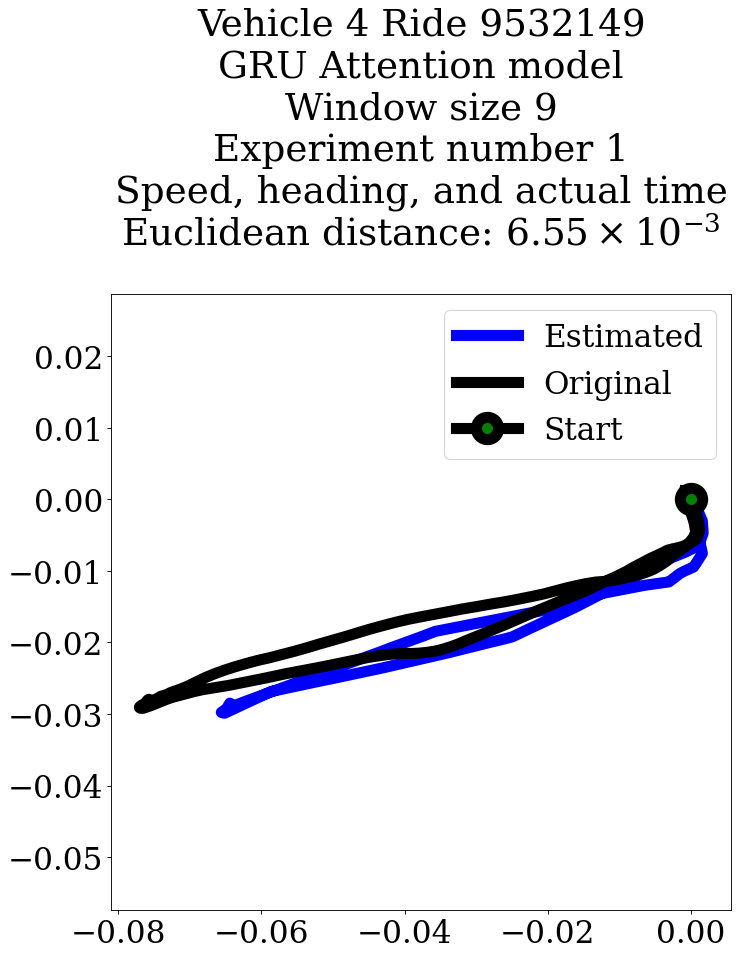 Vehicle 4 Ride 9532149
GRU Attention model
Window size 9
Experiment number 1
Speed, heading, and actual time
Euclidean distance: 6.55 × 10⁻³
Estimated
Original
Start
0.02
0.01
0.00
−0.01
−0.02
−0.03
−0.04
−0.05
−0.08 −0.06 −0.04 −0.02 0.00